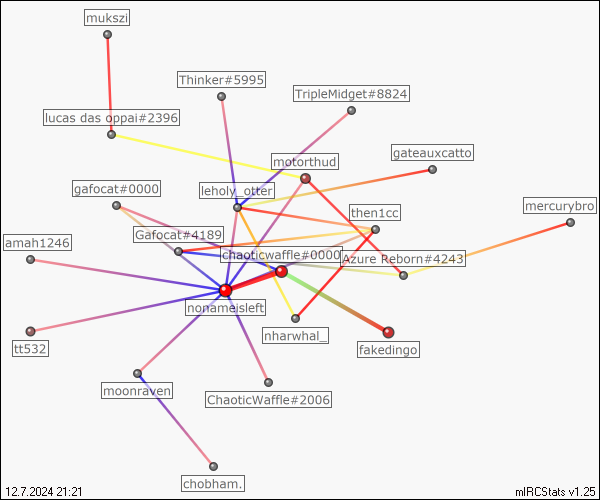 mukszi
Thinker#5995
TripleMidget#8824
lucas das oppai#2396
motorthud
gateauxcatto
gafocat#0000
leholy_otter
mercurybro
then1cc
Gafocat#4189
amah1246
chaoticwaffle#0000
Azure Reborn#4243
nonameisleft
nharwhal_
tt532
fakedingo
moonraven
ChaoticWaffle#2006
chobham.
12.7.2024 21:21
mIRCStats v1.25